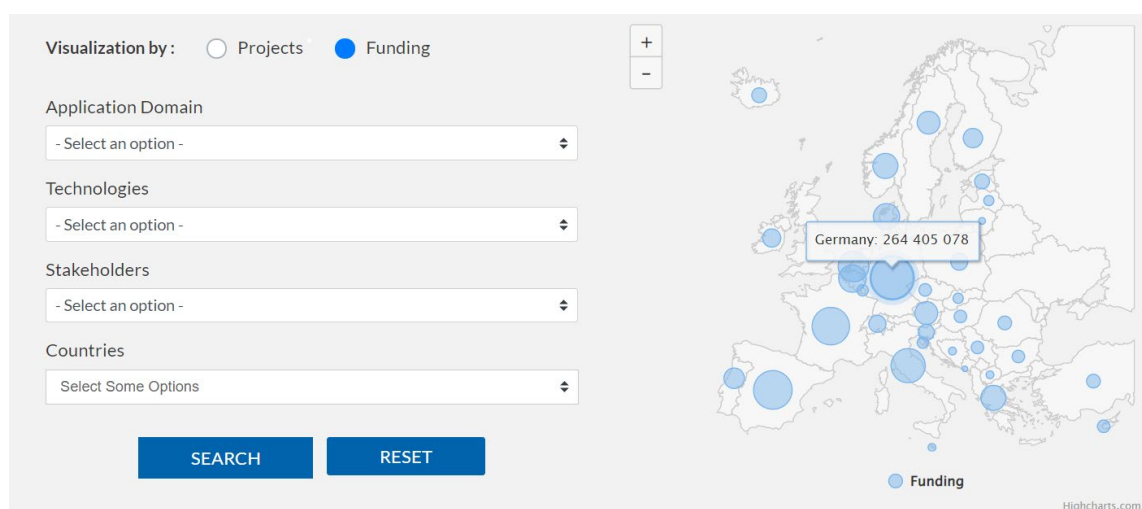 Visualization by : Projects Funding
+
-
Application Domain
- Select an option -
Technologies
- Select an option -
Stakeholders
- Select an option -
Countries
Select Some Options
SEARCH RESET
Germany: 264 405 078
Funding
Highcharts.com